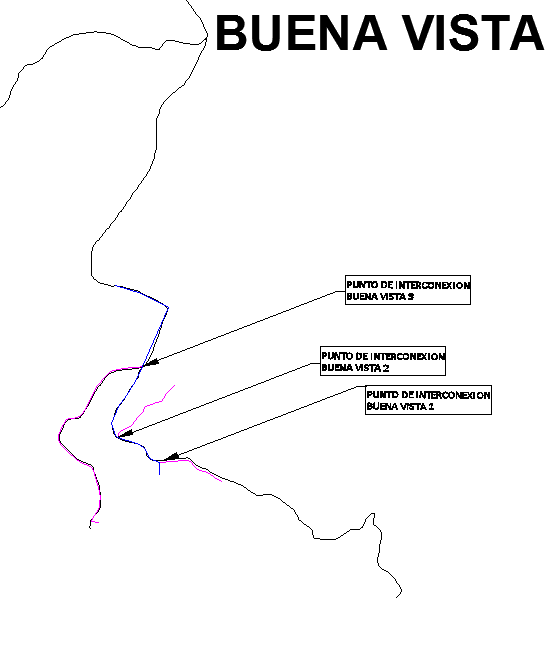 BUENA VISTA
PUNTO DE INTERCONEXION
BUENA VISTA 3
PUNTO DE INTERCONEXION
BUENA VISTA 2
PUNTO DE INTERCONEXION
BUENA VISTA 1